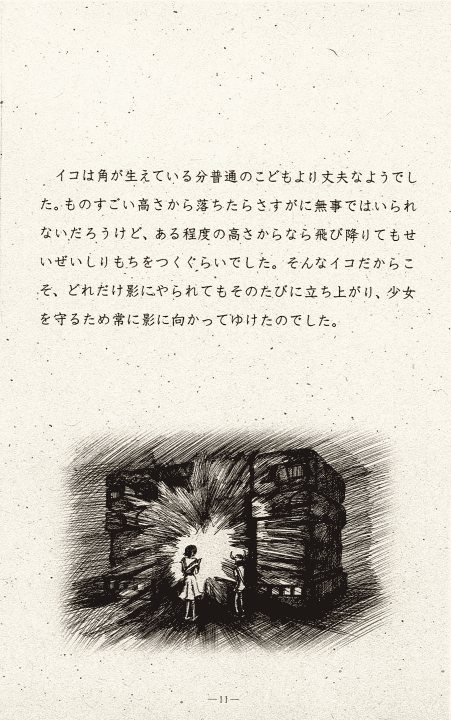 イコは角が生えている分普通のこどもより丈夫なようでし
た。ものすごい高さから落ちたらさすがに無事ではいられ
ないだろうけど、ある程度の高さからなら飛び降りてもせ
いぜいしりもちをつくぐらいでした。そんなイコだからこ
そ、どれだけ影にやられてもそのたびに立ち上がり、少女
を守るため常に影に向かってゆけたのでした。
—11—